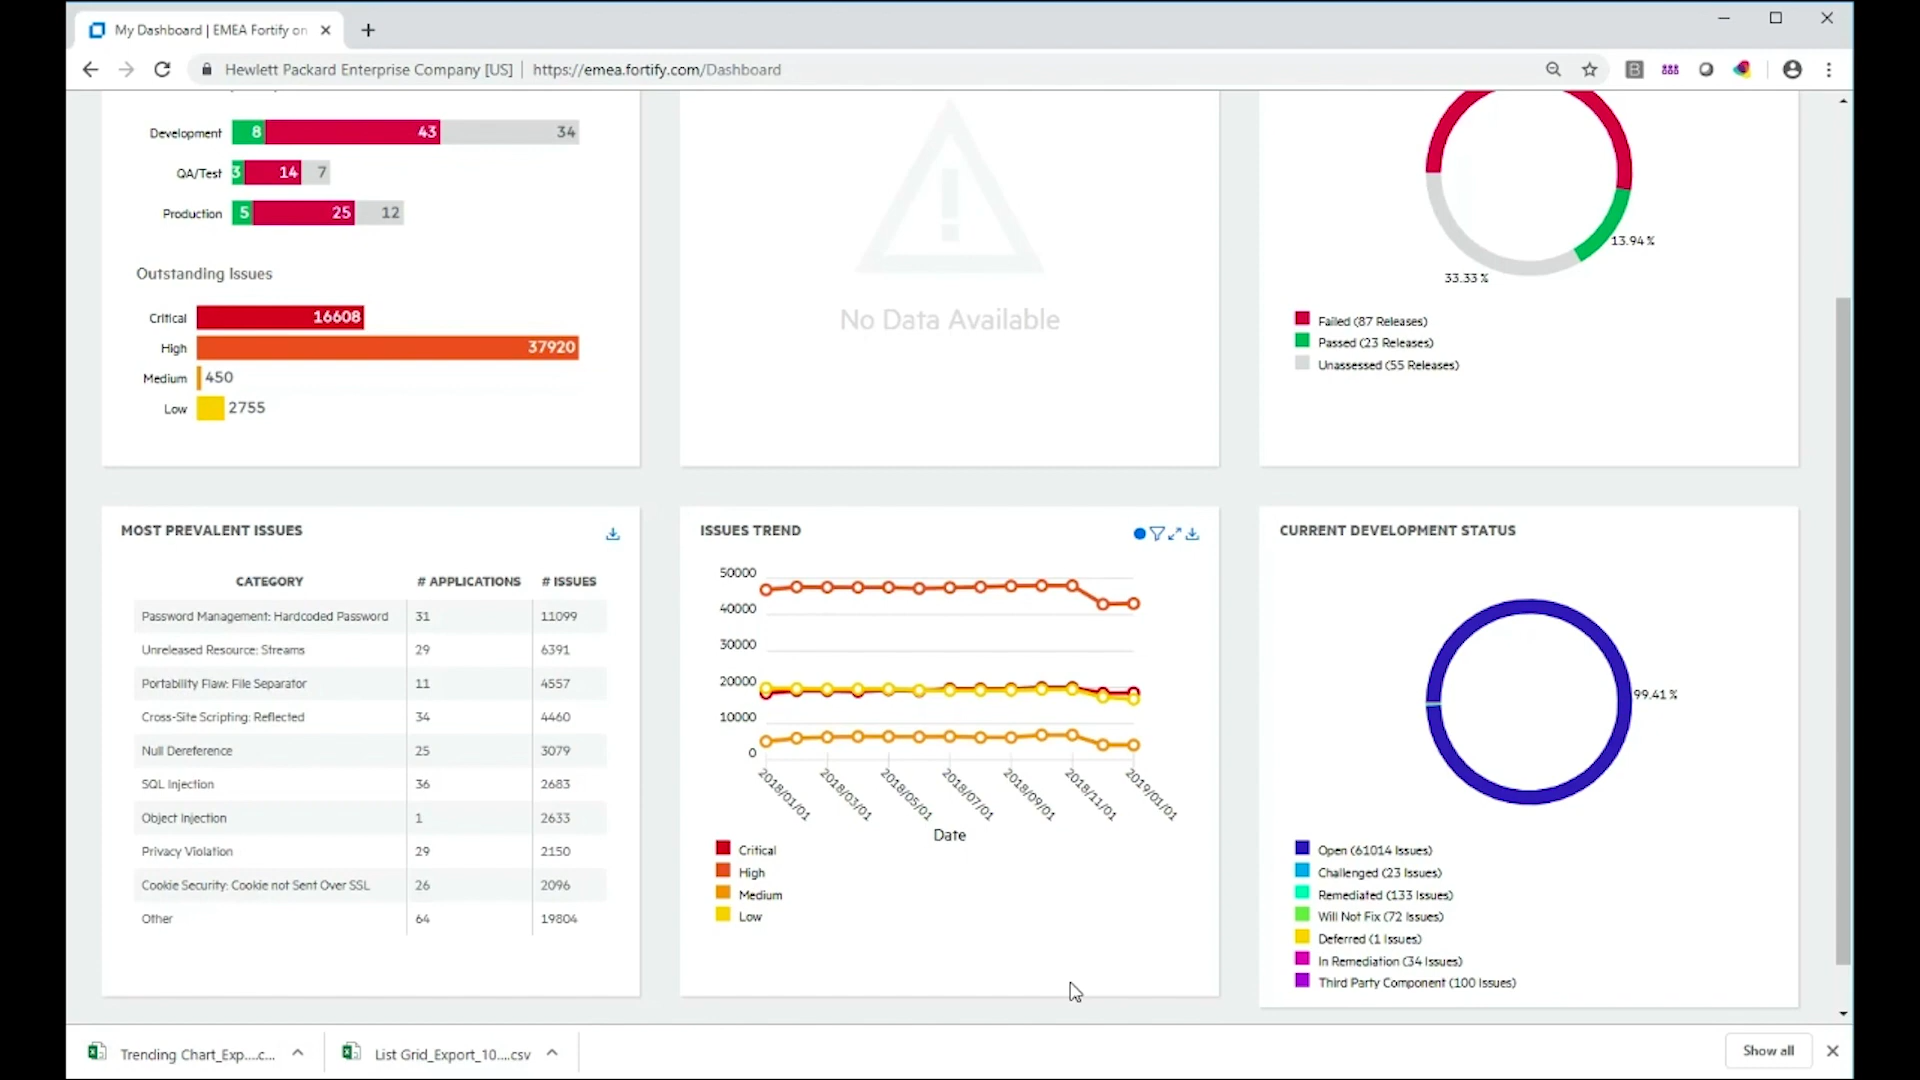 My Dashboard | EMEA Fortify on
Hewlett Packard Enterprise Company [US] | https://emea.fortify.com/Dashboard
Development 8 43 34
QA/Test 3 14 7
Production 5 25 12
Outstanding Issues
Critical 16608
High 37920
Medium 450
Low 2755
No Data Available
13.94 %
33.33 %
Failed (87 Releases)
Passed (23 Releases)
Unassessed (55 Releases)
MOST PREVALENT ISSUES
CATEGORY # APPLICATIONS # ISSUES
Password Management: Hardcoded Password 31 11099
Unreleased Resource: Streams 29 6391
Portability Flaw: File Separator 11 4557
Cross-Site Scripting: Reflected 34 4460
Null Dereference 25 3079
SQL Injection 36 2683
Object Injection 1 2633
Privacy Violation 29 2150
Cookie Security: Cookie not Sent Over SSL 26 2096
Other 64 19804
ISSUES TREND
50000
40000
30000
20000
10000
0
2018/01/01 2018/03/01 2018/05/01 2018/07/01 2018/09/01 2018/11/01 2019/01/01
Date
Critical
High
Medium
Low
CURRENT DEVELOPMENT STATUS
99.41 %
Open (61014 Issues)
Challenged (23 Issues)
Remediated (133 Issues)
Will Not Fix (72 Issues)
Deferred (1 Issues)
In Remediation (34 Issues)
Third Party Component (100 Issues)
Trending Chart_Exp....c... List Grid_Export_10....csv Show all